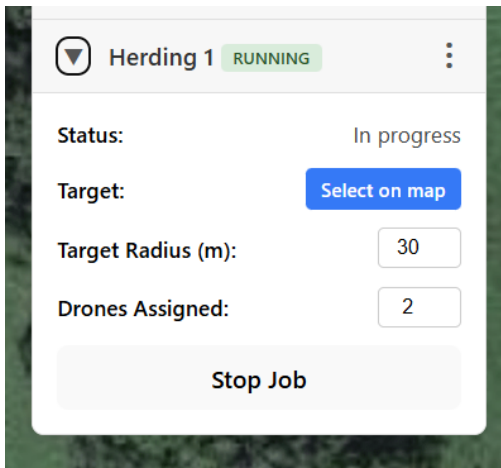 Herding 1 RUNNING
Status: In progress
Target: Select on map
Target Radius (m): 30
Drones Assigned: 2
Stop Job